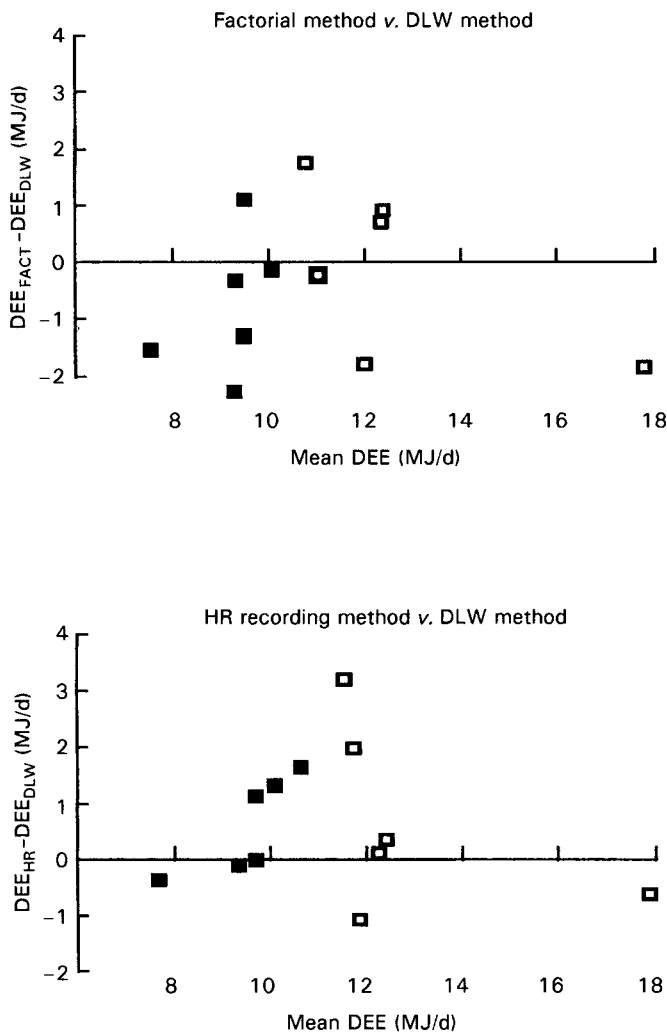 Factorial method v. DLW method
DEE_FACT–DEE_DLW (MJ/d)
4
3
2
1
0
−1
−2
8 10 12 14 16 18
Mean DEE (MJ/d)
HR recording method v. DLW method
DEE_HR–DEE_DLW (MJ/d)
4
3
2
1
0
−1
−2
8 10 12 14 16 18
Mean DEE (MJ/d)